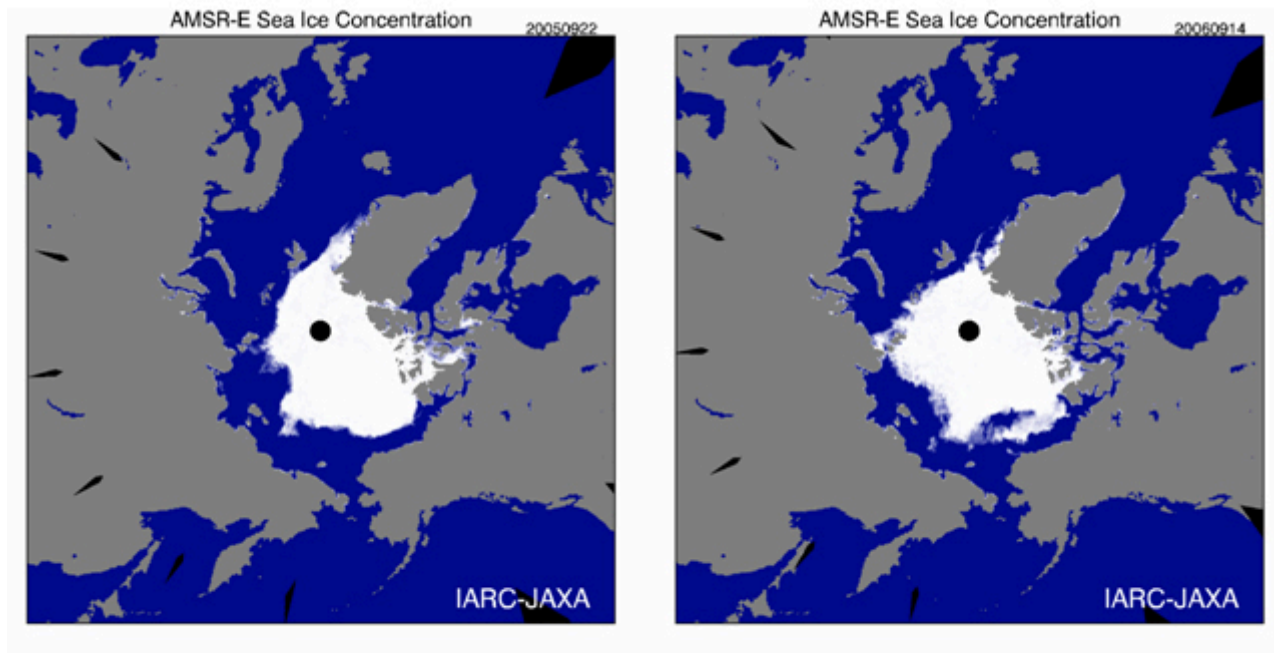 AMSR-E Sea Ice Concentration
20050922
IARC-JAXA
AMSR-E Sea Ice Concentration
20060914
IARC-JAXA